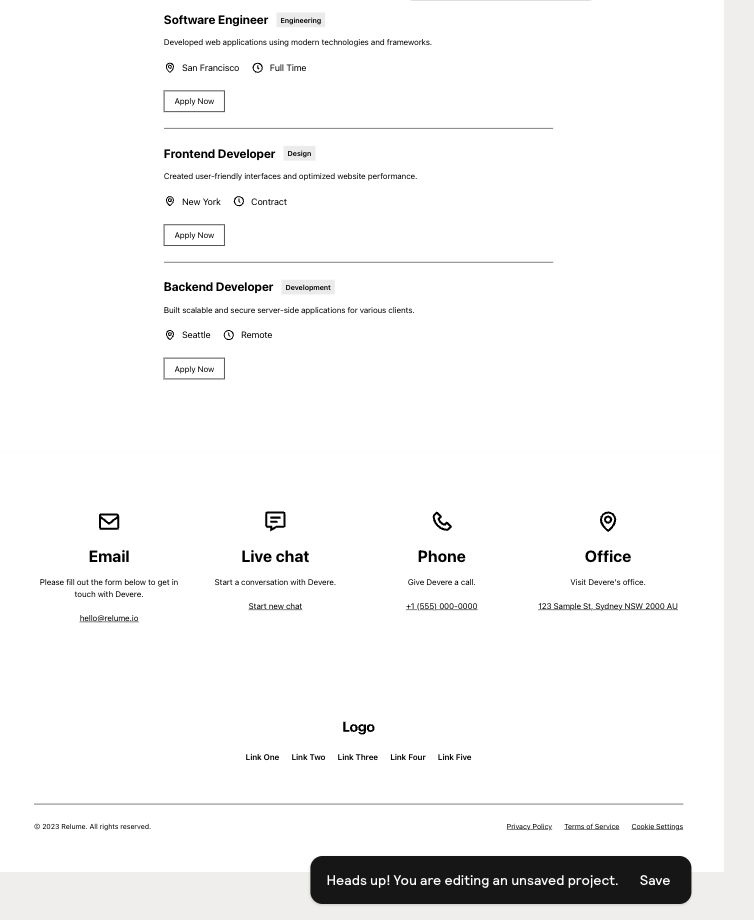 Software Engineer Engineering
Developed web applications using modern technologies and frameworks.
San Francisco Full Time
Apply Now
Frontend Developer Design
Created user-friendly interfaces and optimized website performance.
New York Contract
Apply Now
Backend Developer Development
Built scalable and secure server-side applications for various clients.
Seattle Remote
Apply Now
Email
Please fill out the form below to get in
touch with Devere.
hello@relume.io
Live chat
Start a conversation with Devere.
Start new chat
Phone
Give Devere a call.
+1 (555) 000-0000
Office
Visit Devere's office.
123 Sample St, Sydney NSW 2000 AU
Logo
Link One Link Two Link Three Link Four Link Five
© 2023 Relume. All rights reserved. Privacy Policy Terms of Service Cookie Settings
Heads up! You are editing an unsaved project. Save